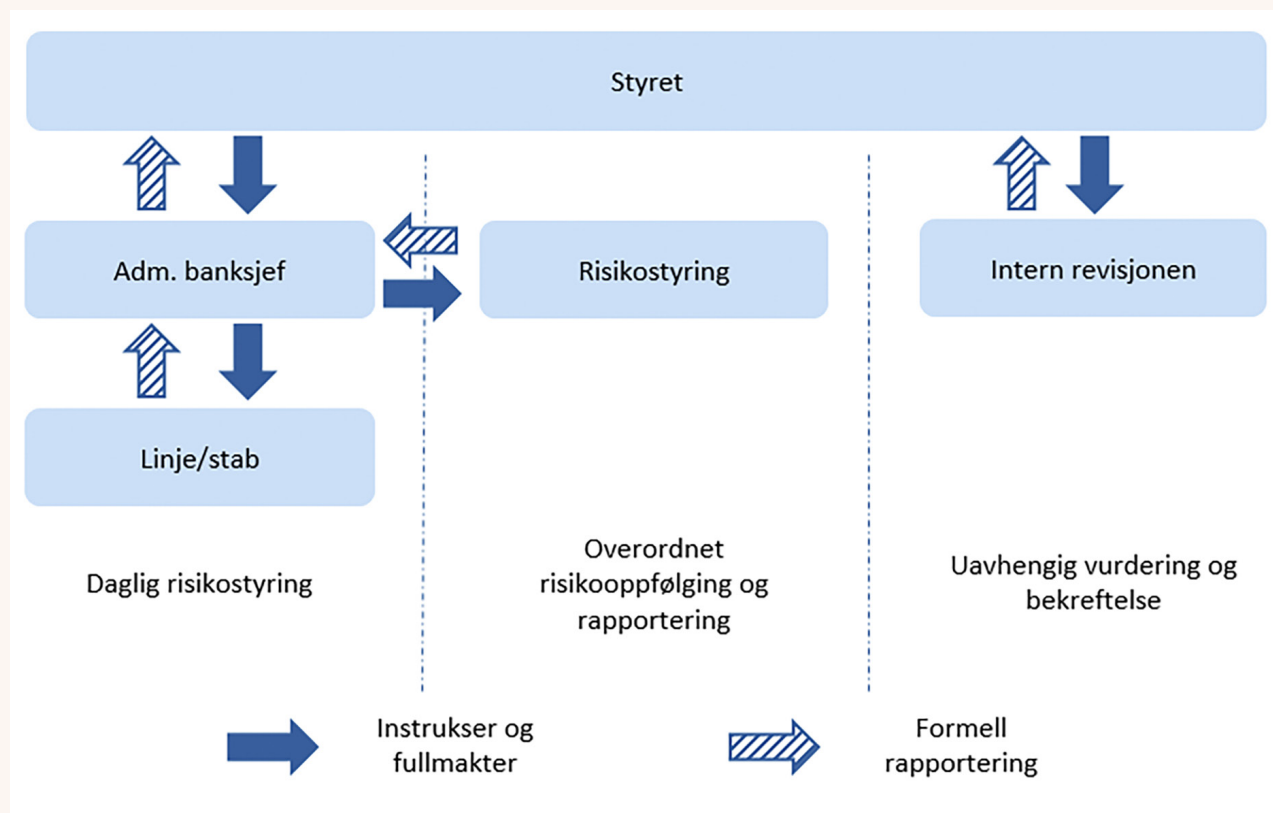 Styret
Adm. banksjef
Risikostyring
Intern revisjonen
Linje/stab
Daglig risikostyring
Overordnet
risikooppfølging og
rapportering
Uavhengig vurdering og
bekreftelse
Instrukser og
fullmakter
Formell
rapportering